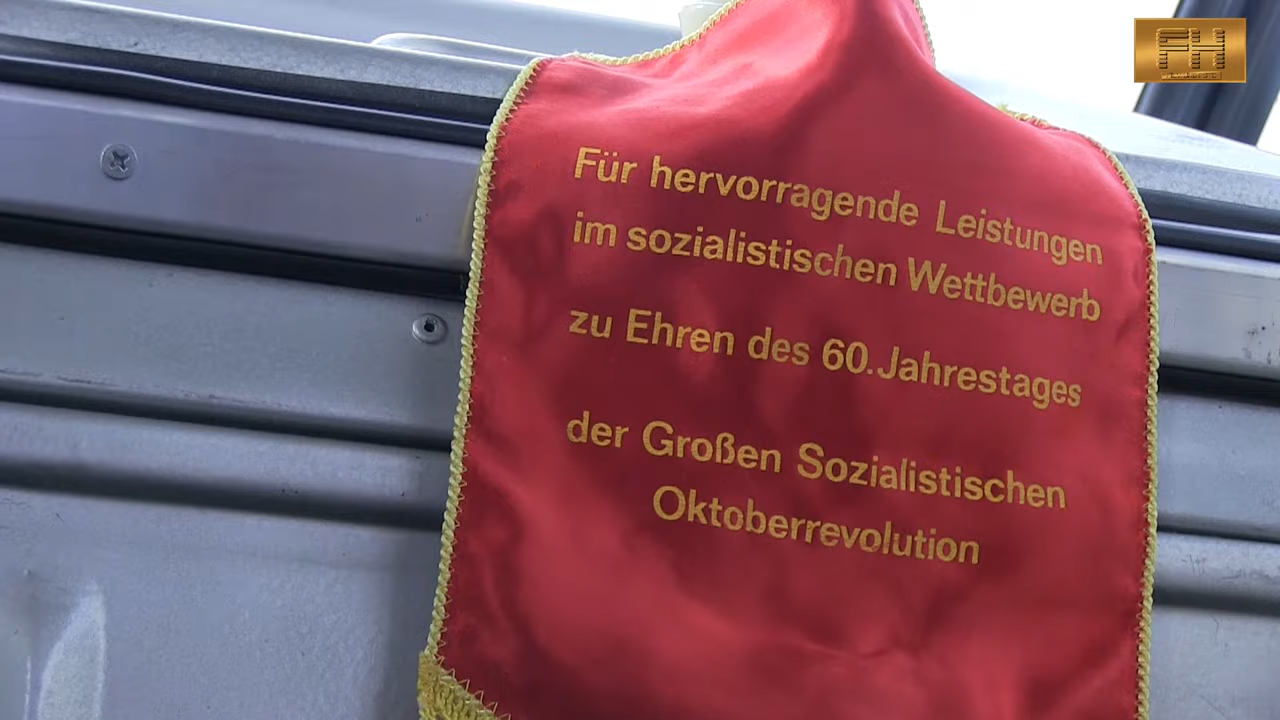 FH
Für hervorragende Leistungen
im sozialistischen Wettbewerb
zu Ehren des 60. Jahrestages
der Großen Sozialistischen
Oktoberrevolution